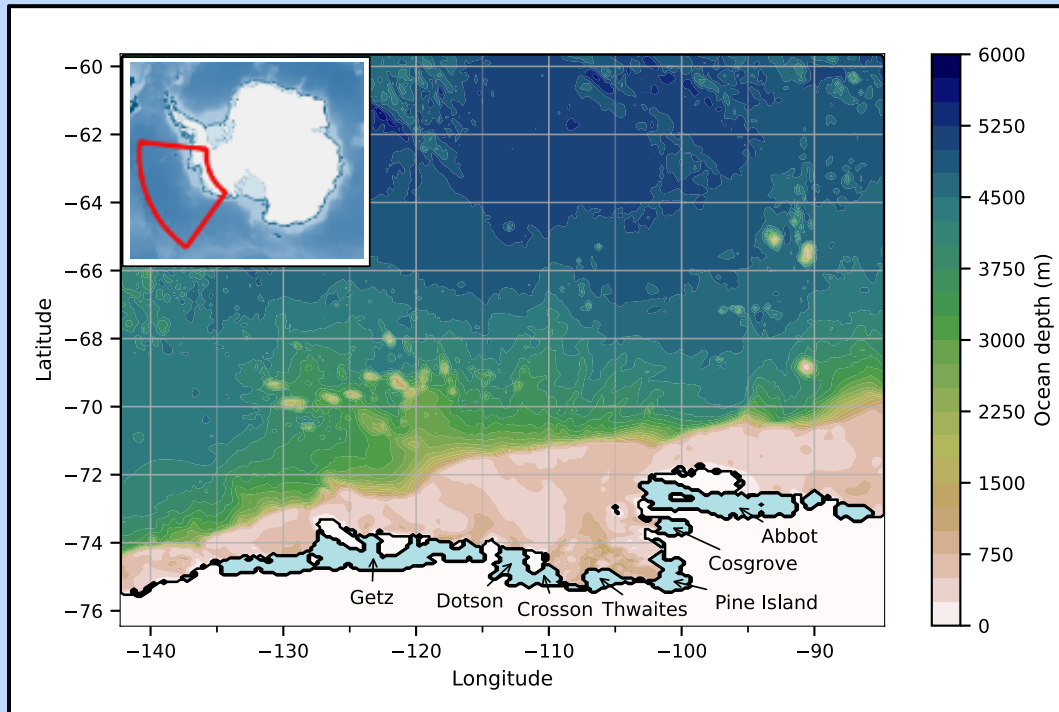 −60
−62
−64
−66
−68
−70
−72
−74
−76
Latitude
−140
−130
−120
−110
−100
−90
Longitude
Abbot
Cosgrove
Getz
Dotson
Crosson
Thwaites
Pine Island
6000
5250
4500
3750
3000
2250
1500
750
0
Ocean depth (m)